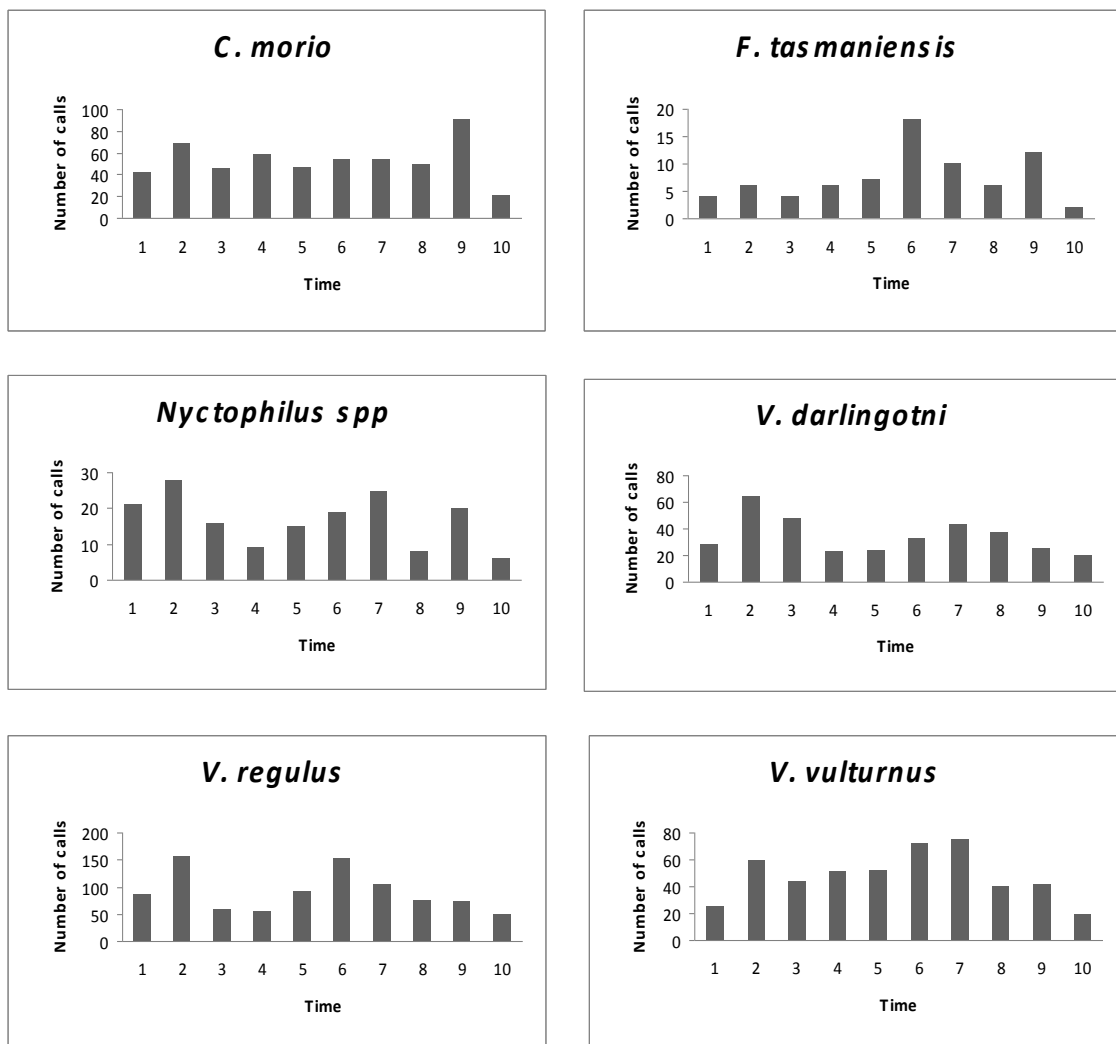 C. morio
Number of calls
100
80
60
40
20
0
1 2 3 4 5 6 7 8 9 10
Time
F. tasmaniensis
Number of calls
20
15
10
5
0
1 2 3 4 5 6 7 8 9 10
Time
Nyctophilus spp
Number of calls
30
20
10
0
1 2 3 4 5 6 7 8 9 10
Time
V. darlingotni
Number of calls
80
60
40
20
0
1 2 3 4 5 6 7 8 9 10
Time
V. regulus
Number of calls
200
150
100
50
0
1 2 3 4 5 6 7 8 9 10
Time
V. vulturnus
Number of calls
80
60
40
20
0
1 2 3 4 5 6 7 8 9 10
Time